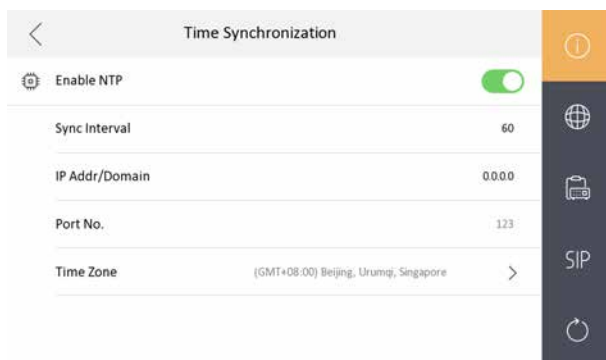 Time Synchronization
Enable NTP
Sync Interval 60
IP Addr/Domain 0.0.0.0
Port No. 123
Time Zone (GMT+08:00) Beijing, Urumqi, Singapore
SIP